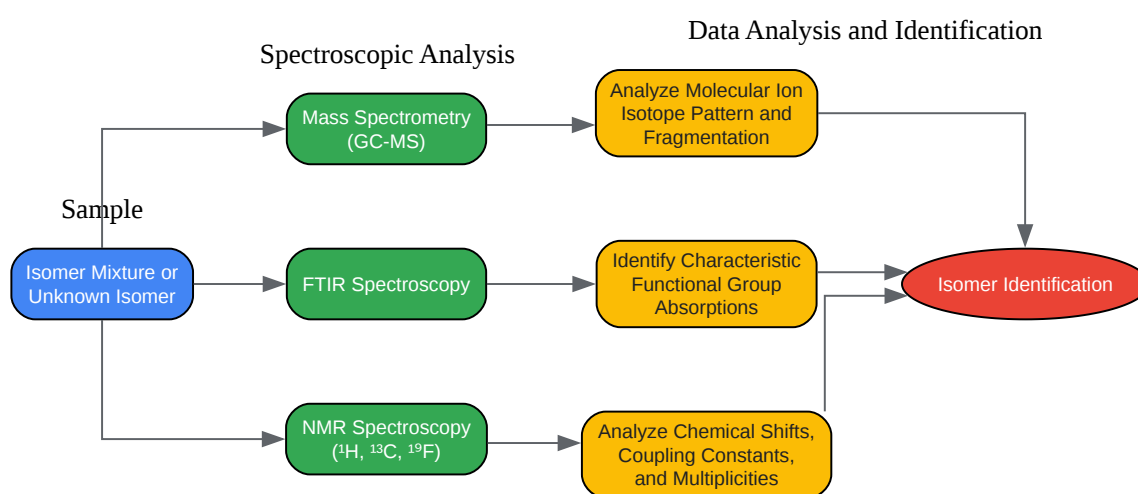 Data Analysis and Identification
Spectroscopic Analysis
Analyze Molecular Ion
Isotope Pattern and
Fragmentation
Mass Spectrometry
(GC-MS)
Sample
Isomer Mixture or
Unknown Isomer
FTIR Spectroscopy
Identify Characteristic
Functional Group
Absorptions
Isomer Identification
NMR Spectroscopy
(¹H, ¹³C, ¹⁹F)
Analyze Chemical Shifts,
Coupling Constants,
and Multiplicities